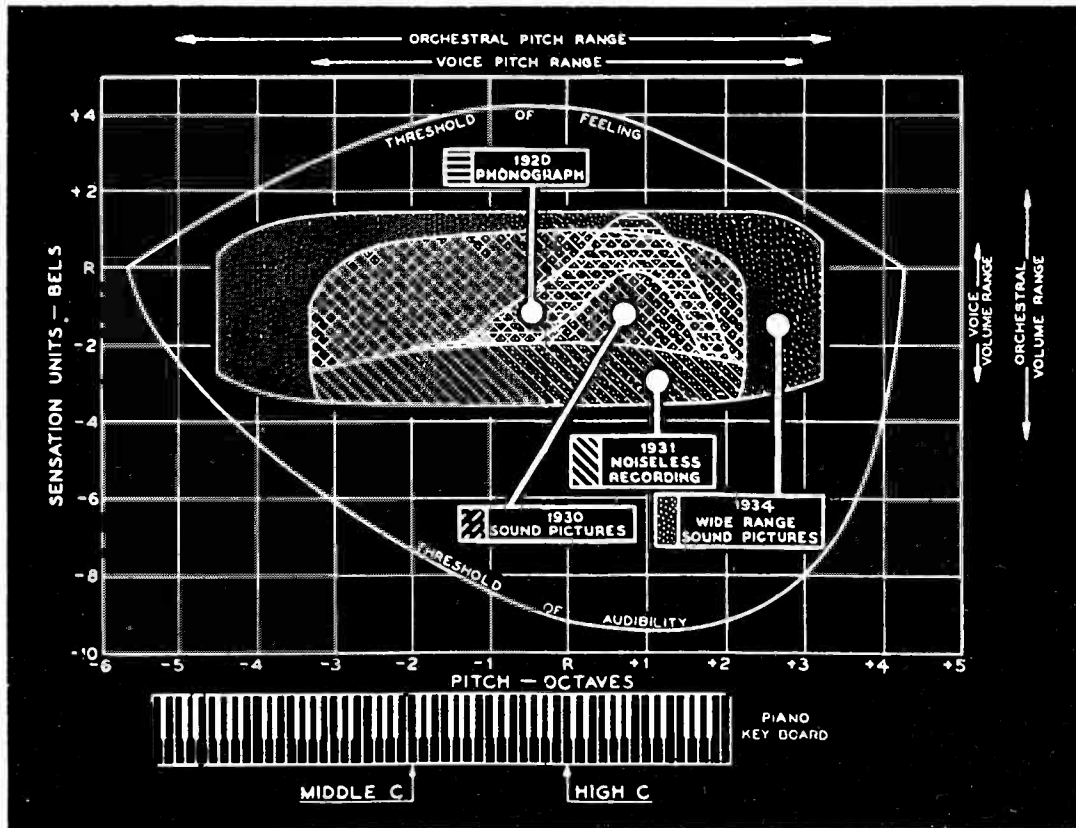 ORCHESTRAL PITCH RANGE
VOICE PITCH RANGE
THRESHOLD OF FEELING
192D
PHONOGRAPH
+4
+2
R
-2
-4
-6
-8
-10
SENSATION UNITS - BELS
VOICE
VOLUME RANGE
ORCHESTRAL
VOLUME RANGE
1931
NOISELESS
RECORDING
1930
SOUND PICTURES
1934
WIDE RANGE
SOUND PICTURES
THRESHOLD OF AUDIBILITY
-6 -5 -4 -3 -2 -1 R +1 +2 +3 +4 +5
PITCH — OCTAVES
PIANO
KEY BOARD
MIDDLE C
HIGH C